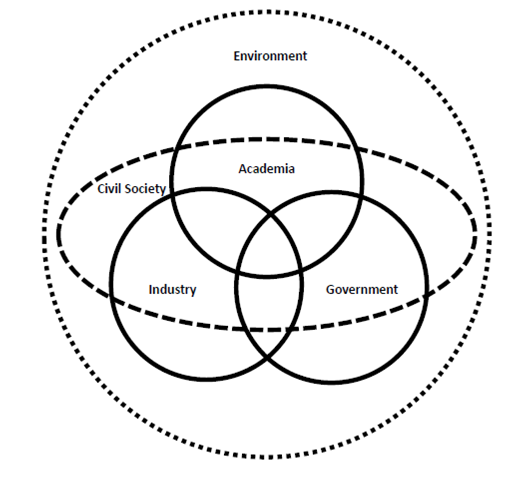 Environment
Academia
Civil Society
Industry
Government